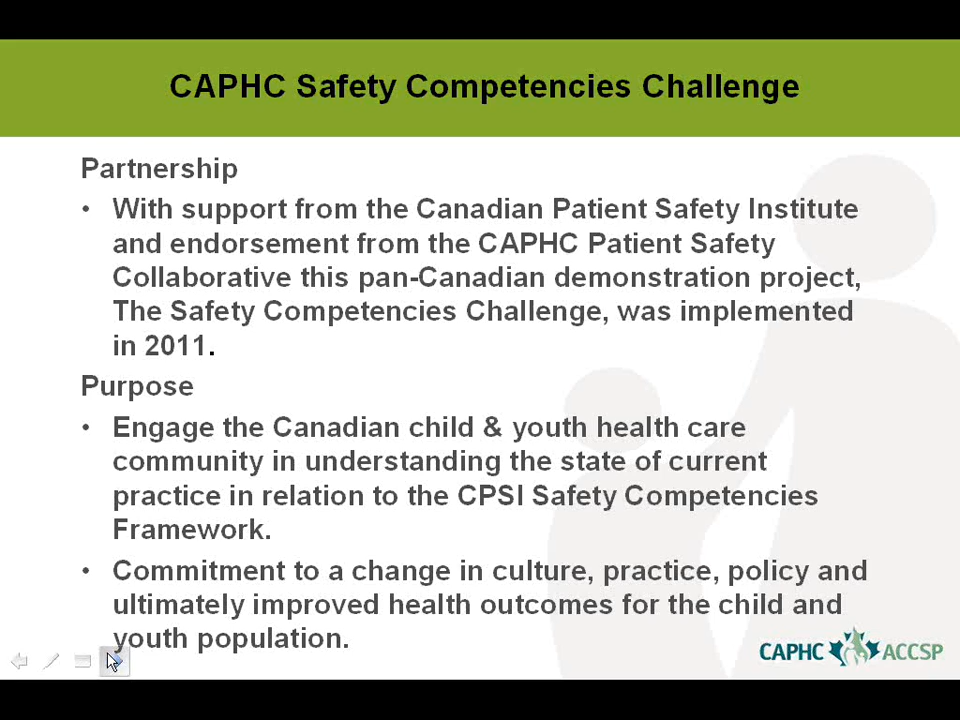 CAPHC Safety Competencies Challenge
Partnership
• With support from the Canadian Patient Safety Institute
and endorsement from the CAPHC Patient Safety
Collaborative this pan-Canadian demonstration project,
The Safety Competencies Challenge, was implemented
in 2011.
Purpose
• Engage the Canadian child & youth health care
community in understanding the state of current
practice in relation to the CPSI Safety Competencies
Framework.
• Commitment to a change in culture, practice, policy and
ultimately improved health outcomes for the child and
youth population.
CAPHC ACCSP